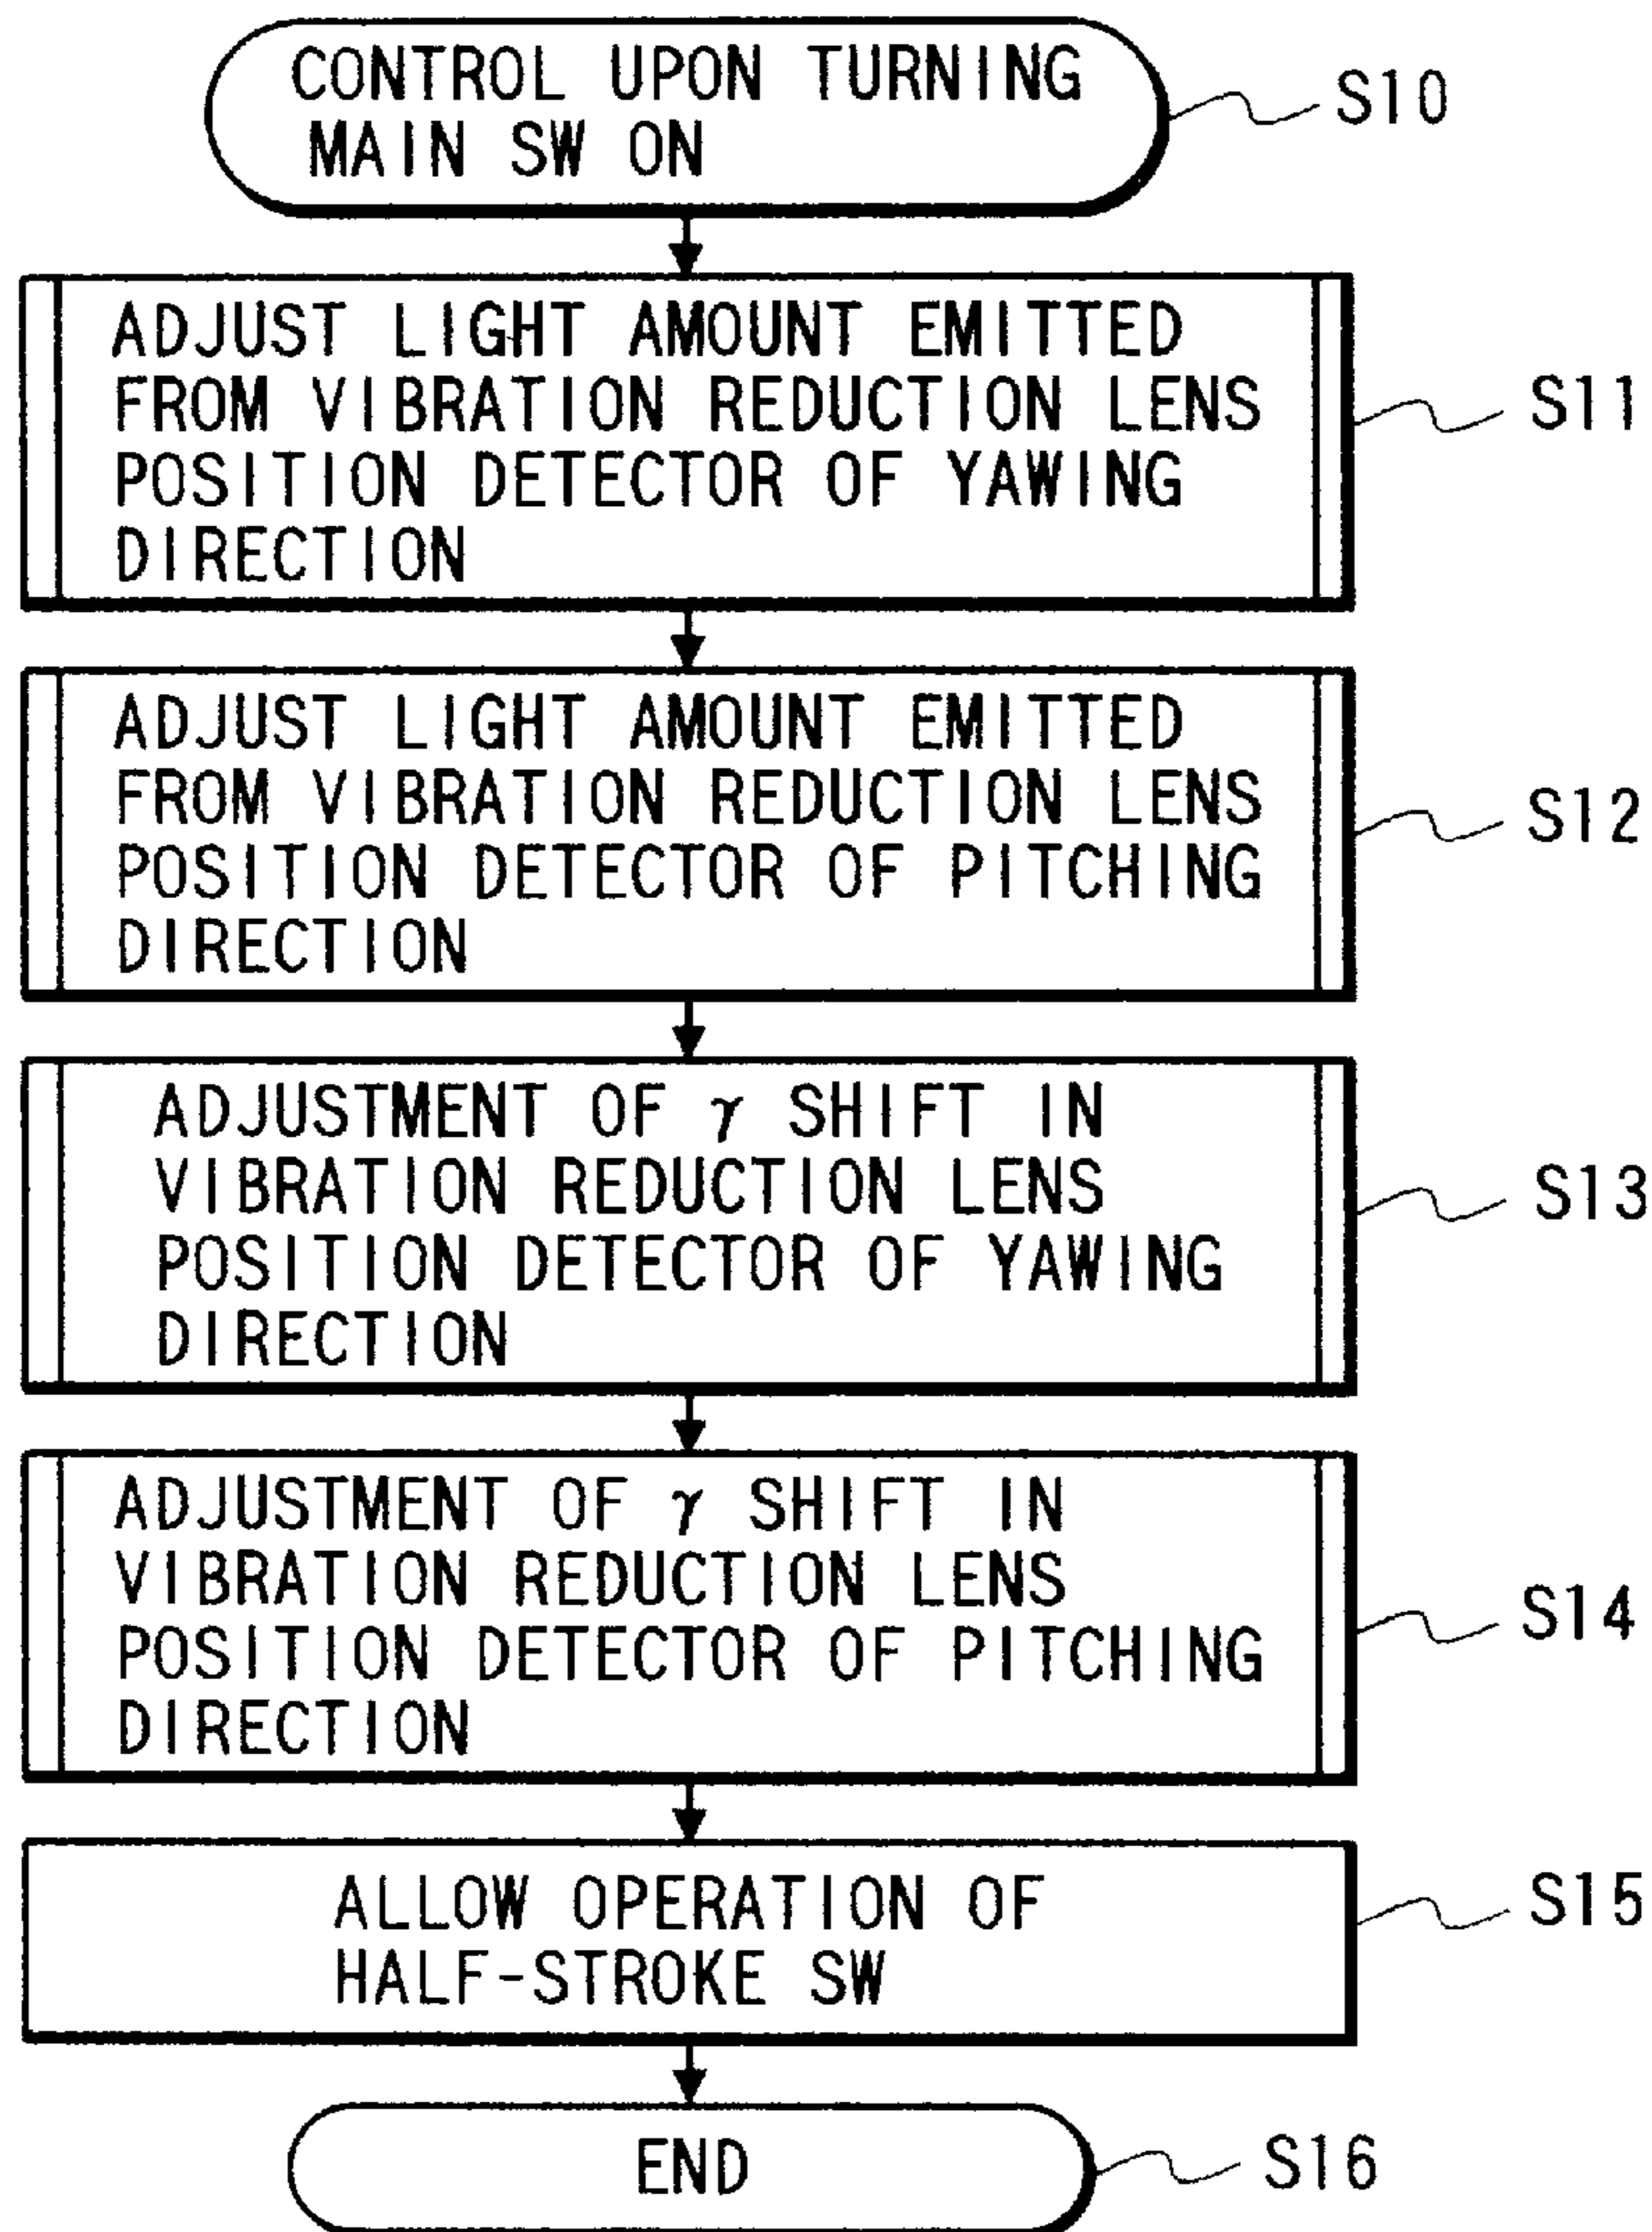 CONTROL UPON TURNING
MAIN SW ON
S10
ADJUST LIGHT AMOUNT EMITTED
FROM VIBRATION REDUCTION LENS
POSITION DETECTOR OF YAWING
DIRECTION
S11
ADJUST LIGHT AMOUNT EMITTED
FROM VIBRATION REDUCTION LENS
POSITION DETECTOR OF PITCHING
DIRECTION
S12
ADJUSTMENT OF γ SHIFT IN
VIBRATION REDUCTION LENS
POSITION DETECTOR OF YAWING
DIRECTION
S13
ADJUSTMENT OF γ SHIFT IN
VIBRATION REDUCTION LENS
POSITION DETECTOR OF PITCHING
DIRECTION
S14
ALLOW OPERATION OF
HALF-STROKE SW
S15
END
S16